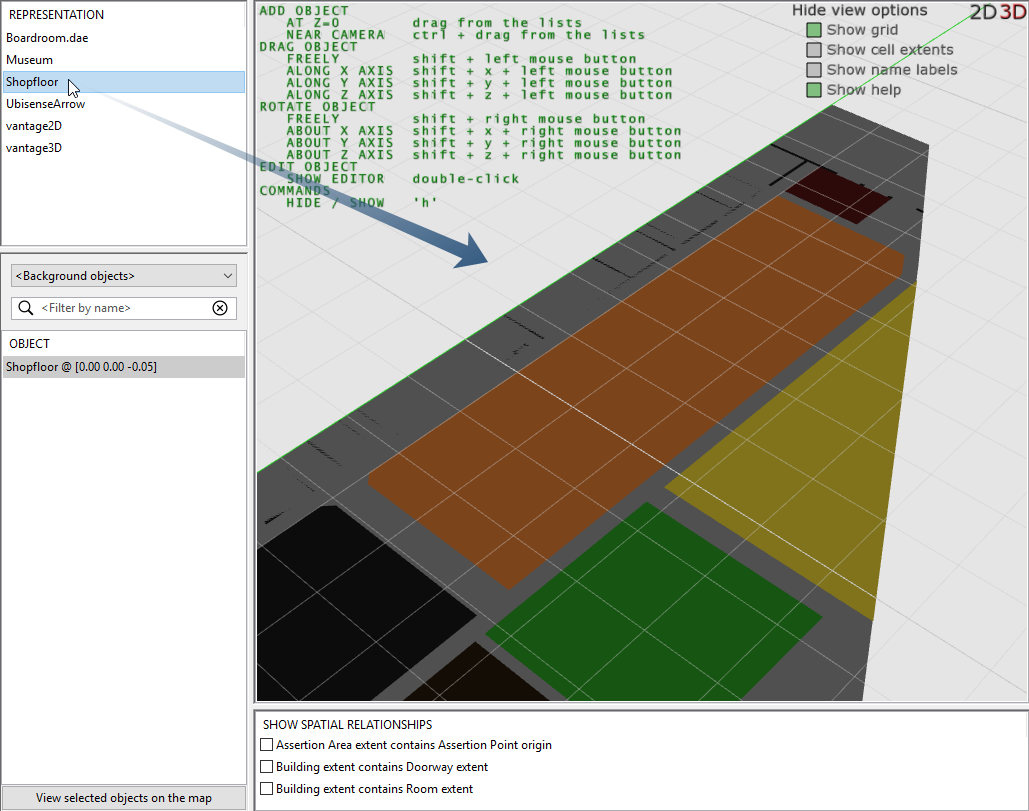 REPRESENTATION
Boardroom.dae
Museum
Shopfloor
UbisenseArrow
vantage2D
vantage3D
<Background objects>
<Filter by name>
OBJECT
Shopfloor @ [0.00 0.00 -0.05]
View selected objects on the map
ADD OBJECT
AT Z=0 drag from the lists
NEAR CAMERA ctrl + drag from the lists
DRAG OBJECT
FREELY shift + left mouse button
ALONG X AXIS shift + x + left mouse button
ALONG Y AXIS shift + y + left mouse button
ALONG Z AXIS shift + z + left mouse button
ROTATE OBJECT
FREELY shift + right mouse button
ABOUT X AXIS shift + x + right mouse button
ABOUT Y AXIS shift + y + right mouse button
ABOUT Z AXIS shift + z + right mouse button
EDIT OBJECT
SHOW EDITOR double-click
COMMANDS
HIDE / SHOW 'h'
Hide view options
Show grid
Show cell extents
Show name labels
Show help
2D 3D
SHOW SPATIAL RELATIONSHIPS
Assertion Area extent contains Assertion Point origin
Building extent contains Doorway extent
Building extent contains Room extent